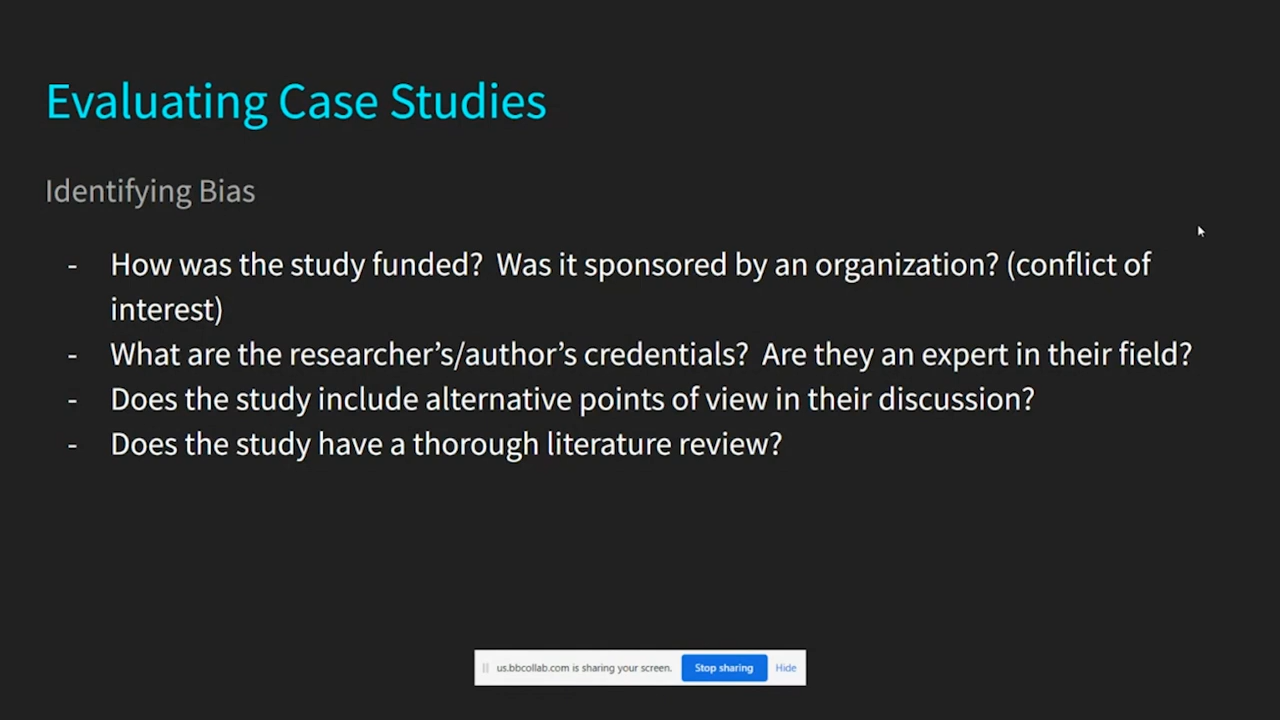 Evaluating Case Studies
Identifying Bias
- How was the study funded?  Was it sponsored by an organization? (conflict of
interest)
- What are the researcher’s/author’s credentials?  Are they an expert in their field?
- Does the study include alternative points of view in their discussion?
- Does the study have a thorough literature review?
us.bbcollab.com is sharing your screen. Stop sharing Hide